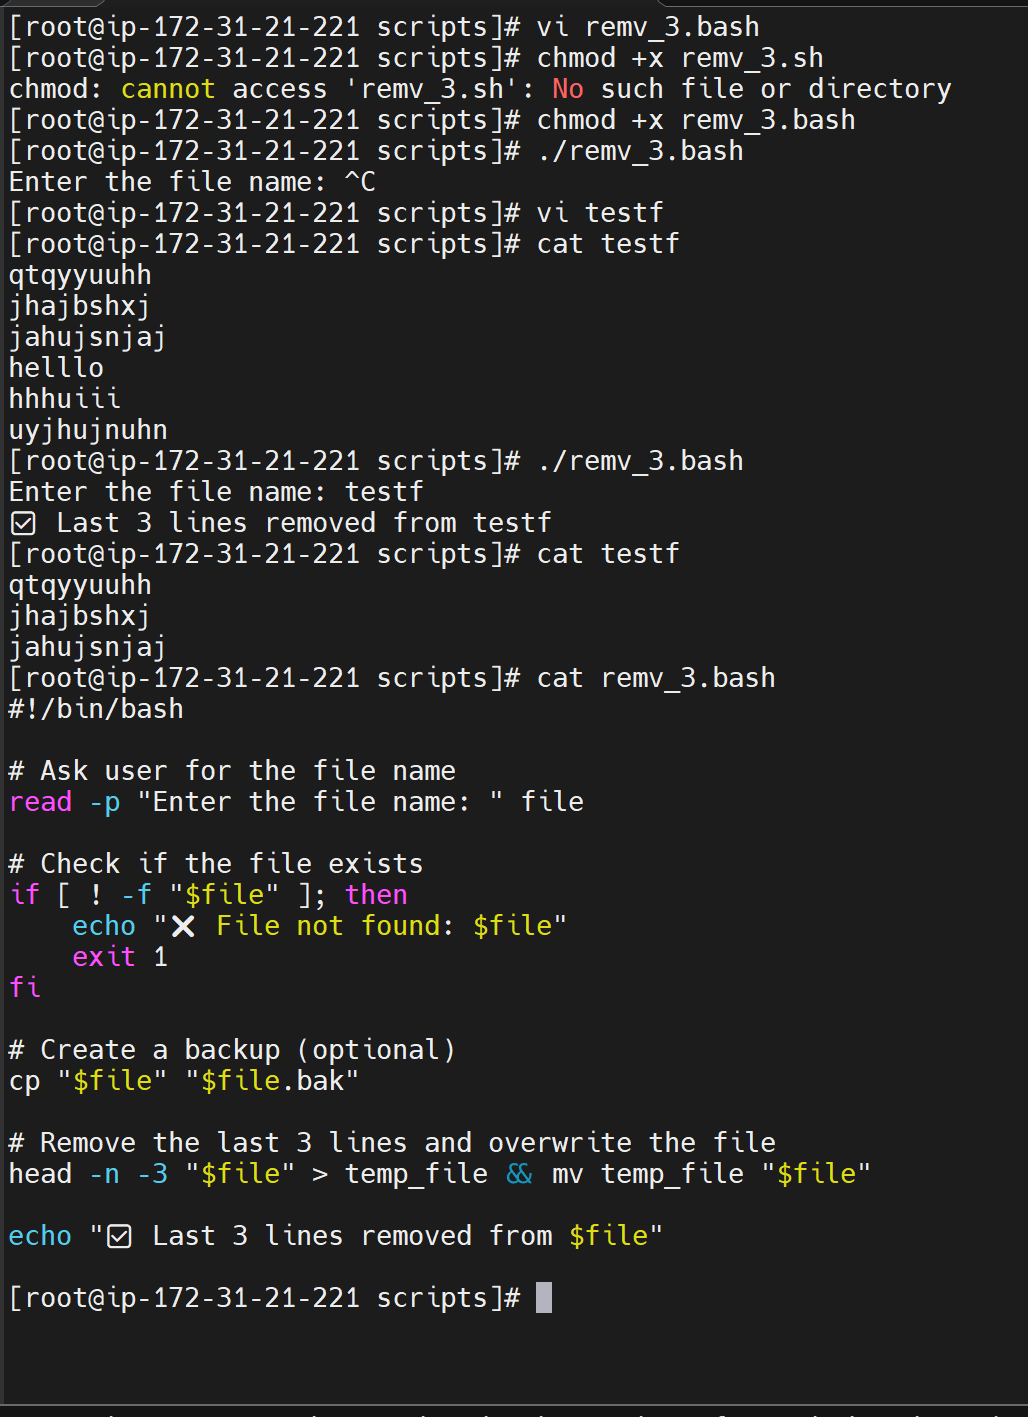 [root@ip-172-31-21-221 scripts]# vi remv_3.bash
[root@ip-172-31-21-221 scripts]# chmod +x remv_3.sh
chmod: cannot access 'remv_3.sh': No such file or directory
[root@ip-172-31-21-221 scripts]# chmod +x remv_3.bash
[root@ip-172-31-21-221 scripts]# ./remv_3.bash
Enter the file name: ^C
[root@ip-172-31-21-221 scripts]# vi testf
[root@ip-172-31-21-221 scripts]# cat testf
qtqyyuuhh
jhajbshxj
jahujsnjaj
helllo
hhhuiii
uyjhujnuhn
[root@ip-172-31-21-221 scripts]# ./remv_3.bash
Enter the file name: testf
☑ Last 3 lines removed from testf
[root@ip-172-31-21-221 scripts]# cat testf
qtqyyuuhh
jhajbshxj
jahujsnjaj
[root@ip-172-31-21-221 scripts]# cat remv_3.bash
#!/bin/bash

# Ask user for the file name
read -p "Enter the file name: " file

# Check if the file exists
if [ ! -f "$file" ]; then
    echo "❌ File not found: $file"
    exit 1
fi

# Create a backup (optional)
cp "$file" "$file.bak"

# Remove the last 3 lines and overwrite the file
head -n -3 "$file" > temp_file && mv temp_file "$file"

echo "☑ Last 3 lines removed from $file"

[root@ip-172-31-21-221 scripts]#